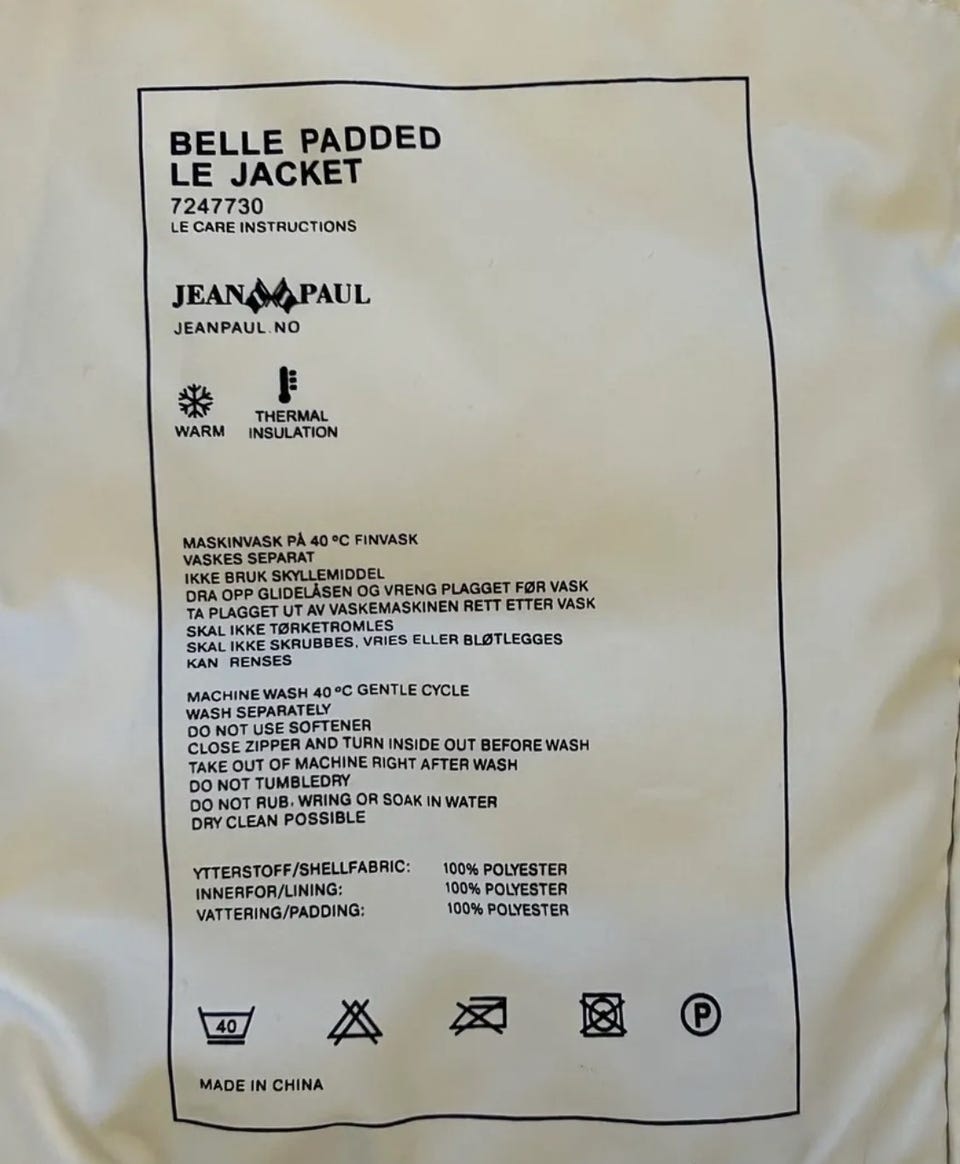 BELLE PADDED
LE JACKET
7247730
LE CARE INSTRUCTIONS
JEAN PAUL
JEANPAUL.NO
WARM
THERMAL
INSULATION
MASKINVASK PÅ 40 ºC FINVASK
VASKES SEPARAT
IKKE BRUK SKYLLEMIDDEL
DRA OPP GLIDELÅSEN OG VRENG PLAGGET FØR VASK
TA PLAGGET UT AV VASKEMASKINEN RETT ETTER VASK
SKAL IKKE TØRKETROMLES
SKAL IKKE SKRUBBES, VRIES ELLER BLØTLEGGES
KAN RENSES
MACHINE WASH 40 ºC GENTLE CYCLE
WASH SEPARATELY
DO NOT USE SOFTENER
CLOSE ZIPPER AND TURN INSIDE OUT BEFORE WASH
TAKE OUT OF MACHINE RIGHT AFTER WASH
DO NOT TUMBLEDRY
DO NOT RUB, WRING OR SOAK IN WATER
DRY CLEAN POSSIBLE
YTTERSTOFF/SHELLFABRIC: 100% POLYESTER
INNERFOR/LINING: 100% POLYESTER
VATTERING/PADDING: 100% POLYESTER
40 P
MADE IN CHINA